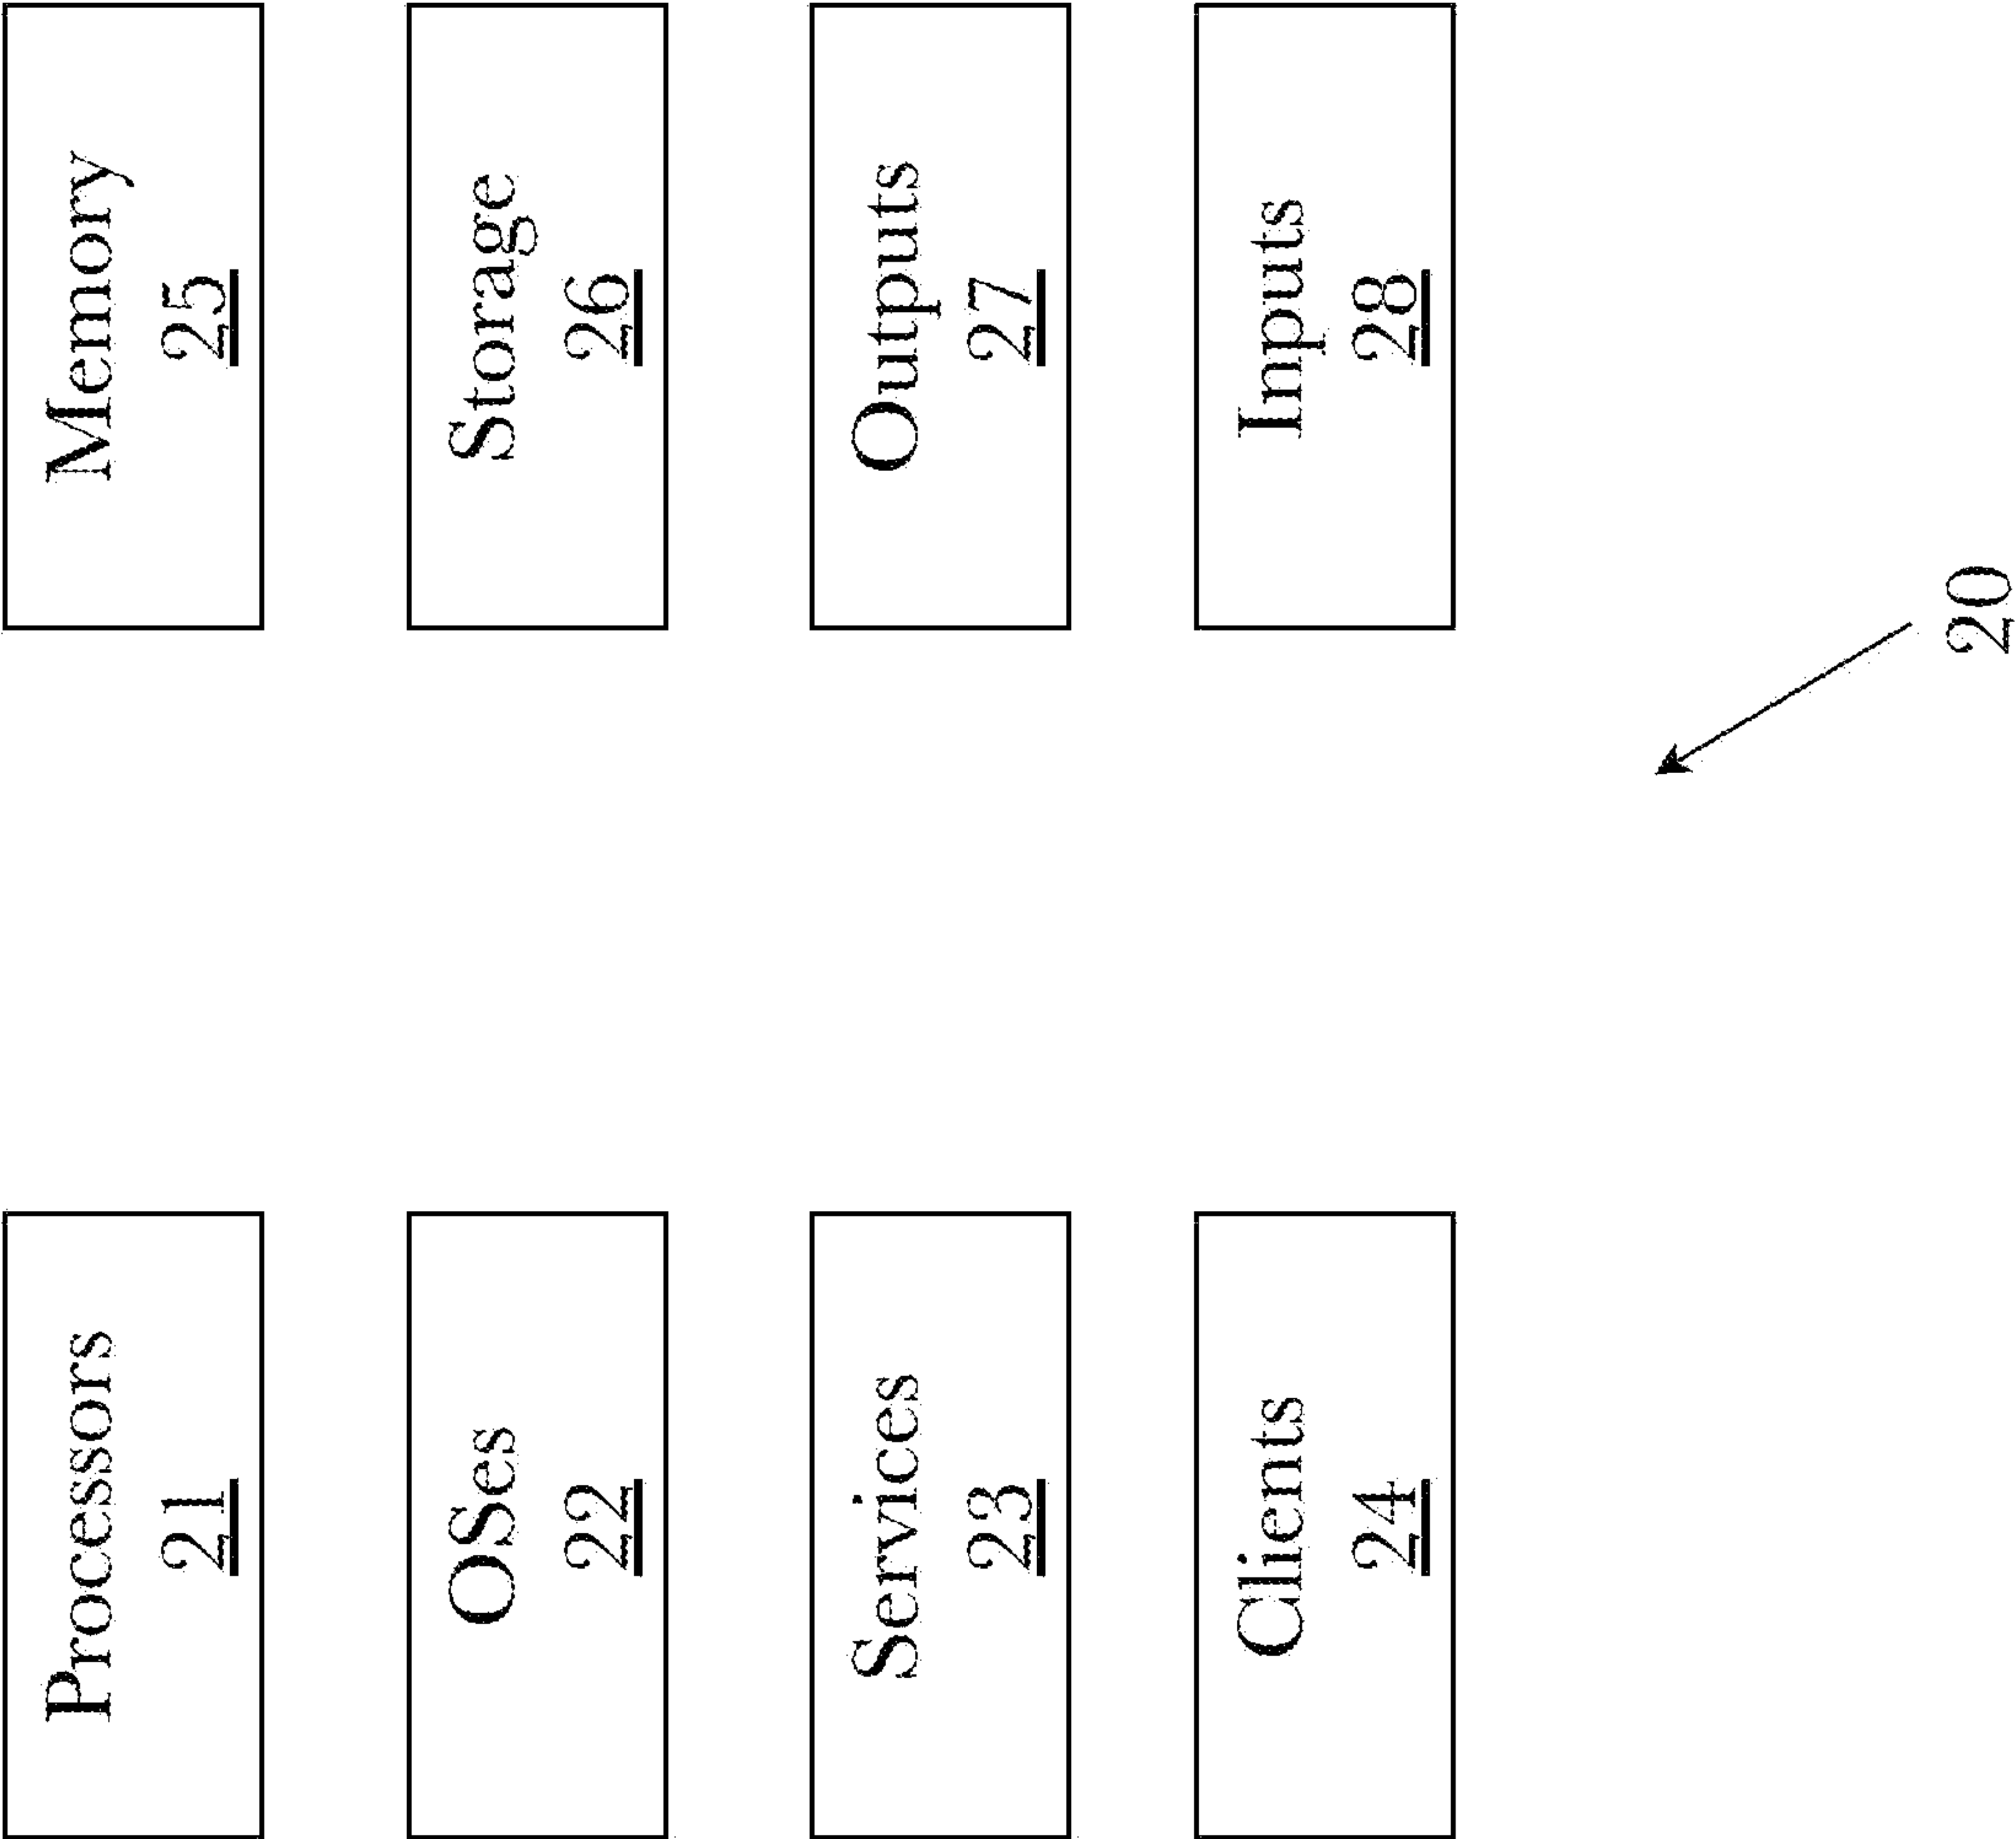 Processors
21
Memory
25
OSes
22
Storage
26
Services
23
Outputs
27
Clients
24
Inputs
28
20